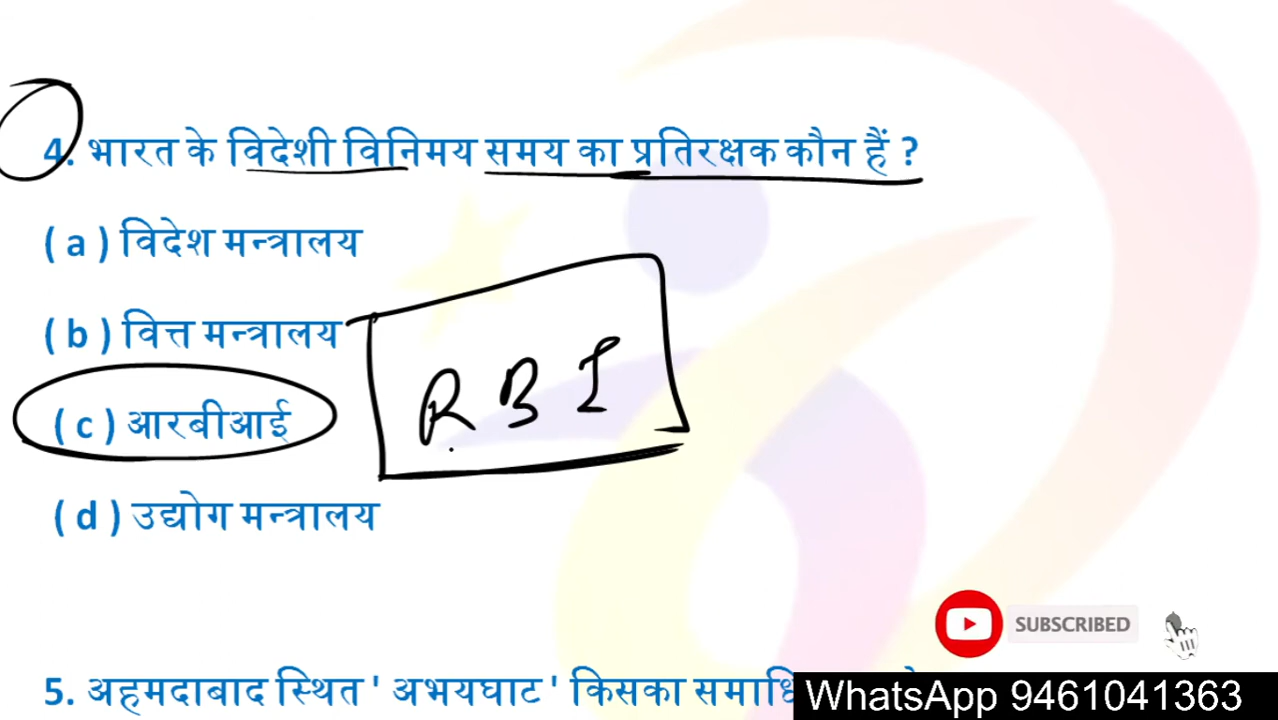 4. भारत के विदेशी विनिमय समय का प्रतिरक्षक कौन हैं ?
( a ) विदेश मन्त्रालय
( b ) वित्त मन्त्रालय
( c ) आरबीआई
RBI
( d ) उद्योग मन्त्रालय
SUBSCRIBED
5. अहमदाबाद स्थित ' अभयघाट ' किसका
WhatsApp 9461041363